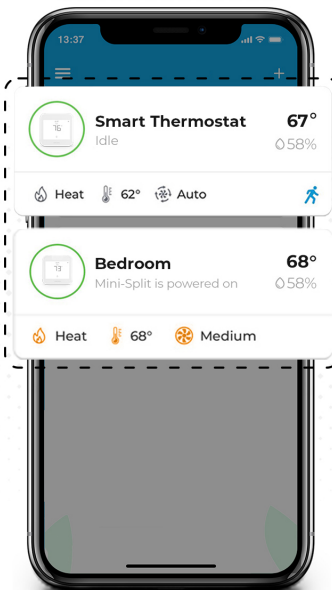 13:37
Smart Thermostat 67°
Idle 58%
Heat 62° Auto
Bedroom 68°
Mini-Split is powered on 58%
Heat 68° Medium